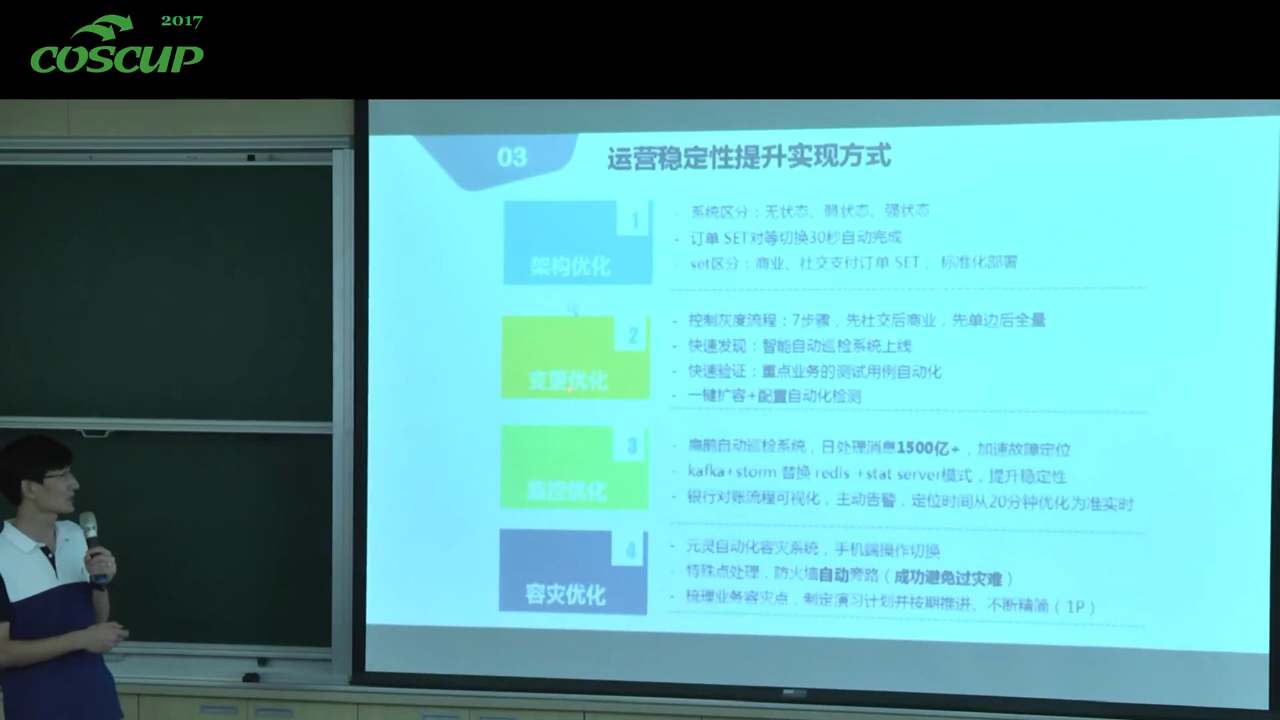 2017
COSCUP
03
运营稳定性提升实现方式
1
架构优化
- 系统区分：无状态、弱状态、强状态
- 订单 SET对等切换30秒自动完成
- set区分：商业、社交支付订单 SET 、标准化部署
2
变更优化
- 控制灰度流程：7步骤，先社交后商业，先单边后全量
- 快速发现：智能自动巡检系统上线
- 快速验证：重点业务的测试用例自动化
- 一键扩容+配置自动化检测
3
监控优化
- 扁鹊自动巡检系统，日处理消息1500亿+，加速故障定位
- kafka+storm 替换 redis +stat server模式，提升稳定性
- 银行对账流程可视化，主动告警，定位时间从20分钟优化为准实时
4
容灾优化
- 元灵自动化容灾系统，手机端操作切换
- 特殊点处理，防火墙自动旁路（成功避免过灾难）
- 梳理业务容灾点，制定演习计划并按期推进、不断精简（1P）